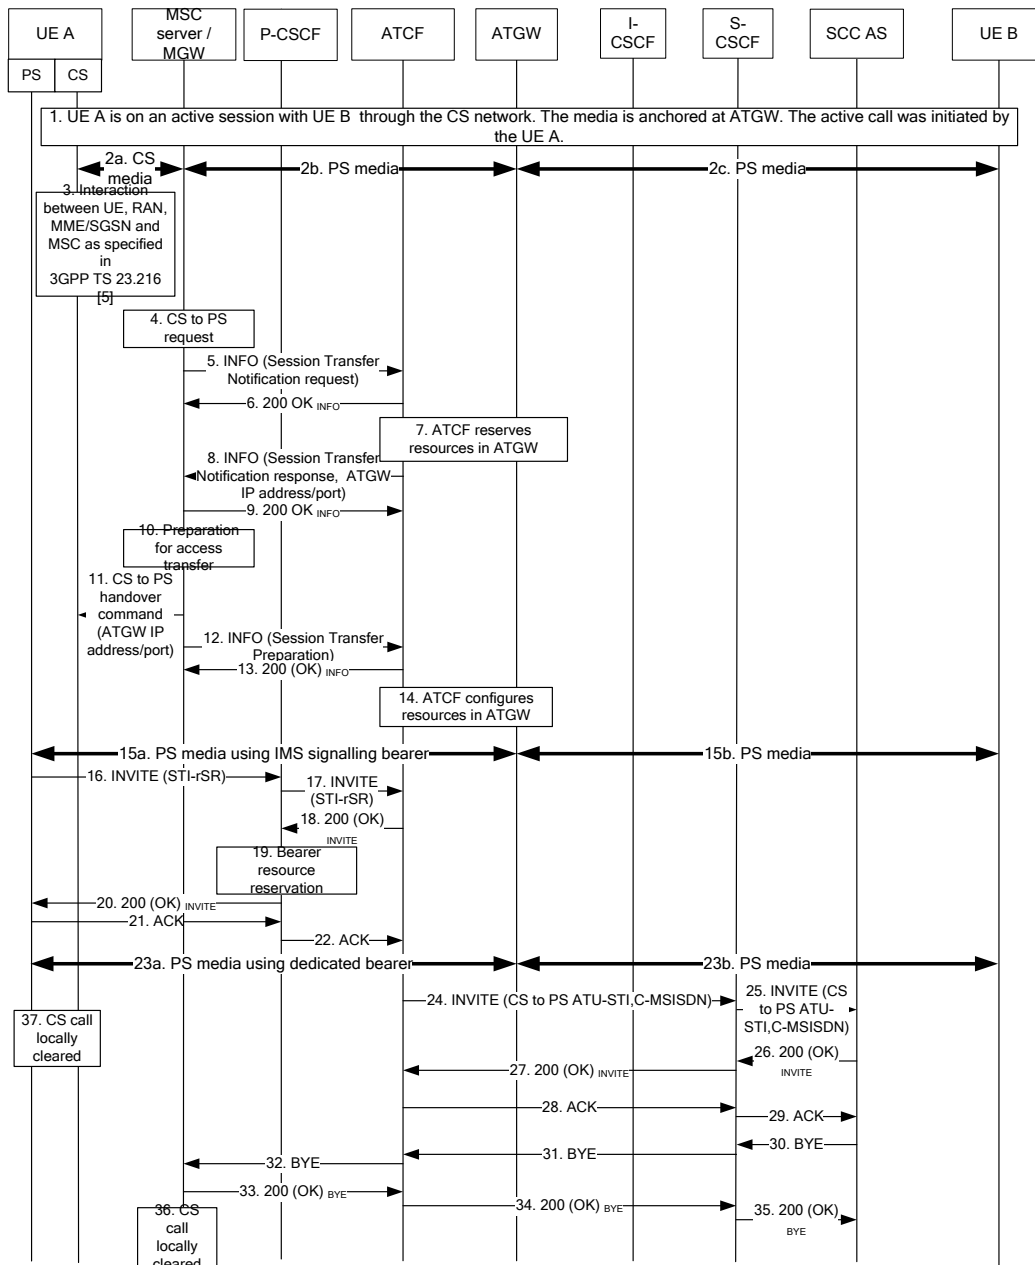 UE A
MSC
server /
MGW
P-CSCF
ATCF
ATGW
I-
CSCF
S-
CSCF
SCC AS
UE B
PS
CS
1. UE A is on an active session with UE B through the CS network. The media is anchored at ATGW. The active call was initiated by
the UE A.
2a. CS
media
2b. PS media
2c. PS media
3. Interaction
between UE, RAN,
MME/SGSN and
MSC as specified
in
3GPP TS 23.216
[5]
4. CS to PS
request
5. INFO (Session Transfer
Notification request)
6. 200 OK INFO
7. ATCF reserves
resources in ATGW
8. INFO (Session Transfer
Notification response, ATGW
IP address/port)
9. 200 OK INFO
10. Preparation
for access
transfer
11. CS to PS
handover
command
(ATGW IP
address/port)
12. INFO (Session Transfer
Preparation)
13. 200 (OK) INFO
14. ATCF configures
resources in ATGW
15a. PS media using IMS signalling bearer
15b. PS media
16. INVITE (STI-rSR)
17. INVITE
(STI-rSR)
18. 200 (OK)
INVITE
19. Bearer
resource
reservation
20. 200 (OK) INVITE
21. ACK
22. ACK
23a. PS media using dedicated bearer
23b. PS media
24. INVITE (CS to PS ATU-STI,C-MSISDN)
25. INVITE (CS
to PS ATU-
STI,C-MSISDN)
37. CS call
locally
cleared
26. 200 (OK)
INVITE
27. 200 (OK) INVITE
28. ACK
29. ACK
30. BYE
31. BYE
32. BYE
33. 200 (OK) BYE
34. 200 (OK) BYE
35. 200 (OK)
BYE
36. CS
call
locally
cleared